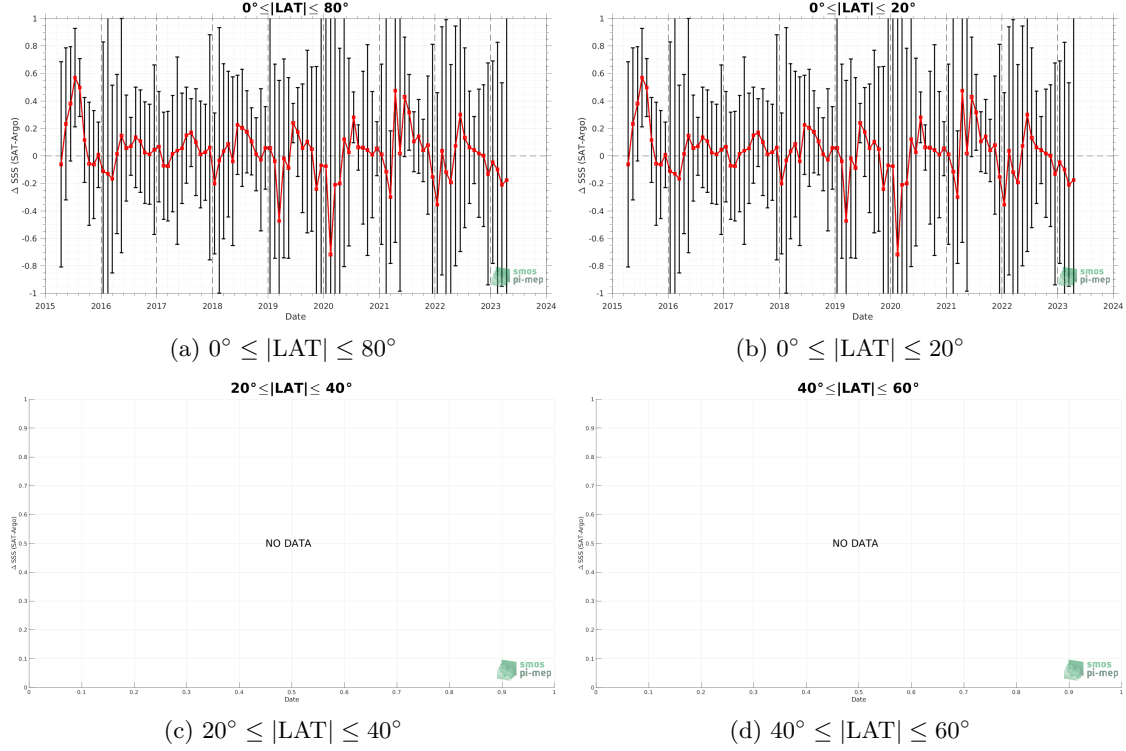 0°≤|LAT|≤ 80°
1
0.8
0.6
0.4
0.2
0
-0.2
-0.4
-0.6
-0.8
-1
Δ SSS (SAT-Argo)
2015 2016 2017 2018 2019 2020 2021 2022 2023 2024
Date
smos
pi-mep
(a) 0° ≤ |LAT| ≤ 80°
0°≤|LAT|≤ 20°
1
0.8
0.6
0.4
0.2
0
-0.2
-0.4
-0.6
-0.8
-1
Δ SSS (SAT-Argo)
2015 2016 2017 2018 2019 2020 2021 2022 2023 2024
Date
smos
pi-mep
(b) 0° ≤ |LAT| ≤ 20°
20°≤|LAT|≤ 40°
1
0.9
0.8
0.7
0.6
0.5
0.4
0.3
0.2
0.1
0
Δ SSS (SAT-Argo)
NO DATA
0 0.1 0.2 0.3 0.4 0.5 0.6 0.7 0.8 0.9 1
Date
smos
pi-mep
(c) 20° ≤ |LAT| ≤ 40°
40°≤|LAT|≤ 60°
1
0.9
0.8
0.7
0.6
0.5
0.4
0.3
0.2
0.1
0
Δ SSS (SAT-Argo)
NO DATA
0 0.1 0.2 0.3 0.4 0.5 0.6 0.7 0.8 0.9 1
Date
smos
pi-mep
(d) 40° ≤ |LAT| ≤ 60°